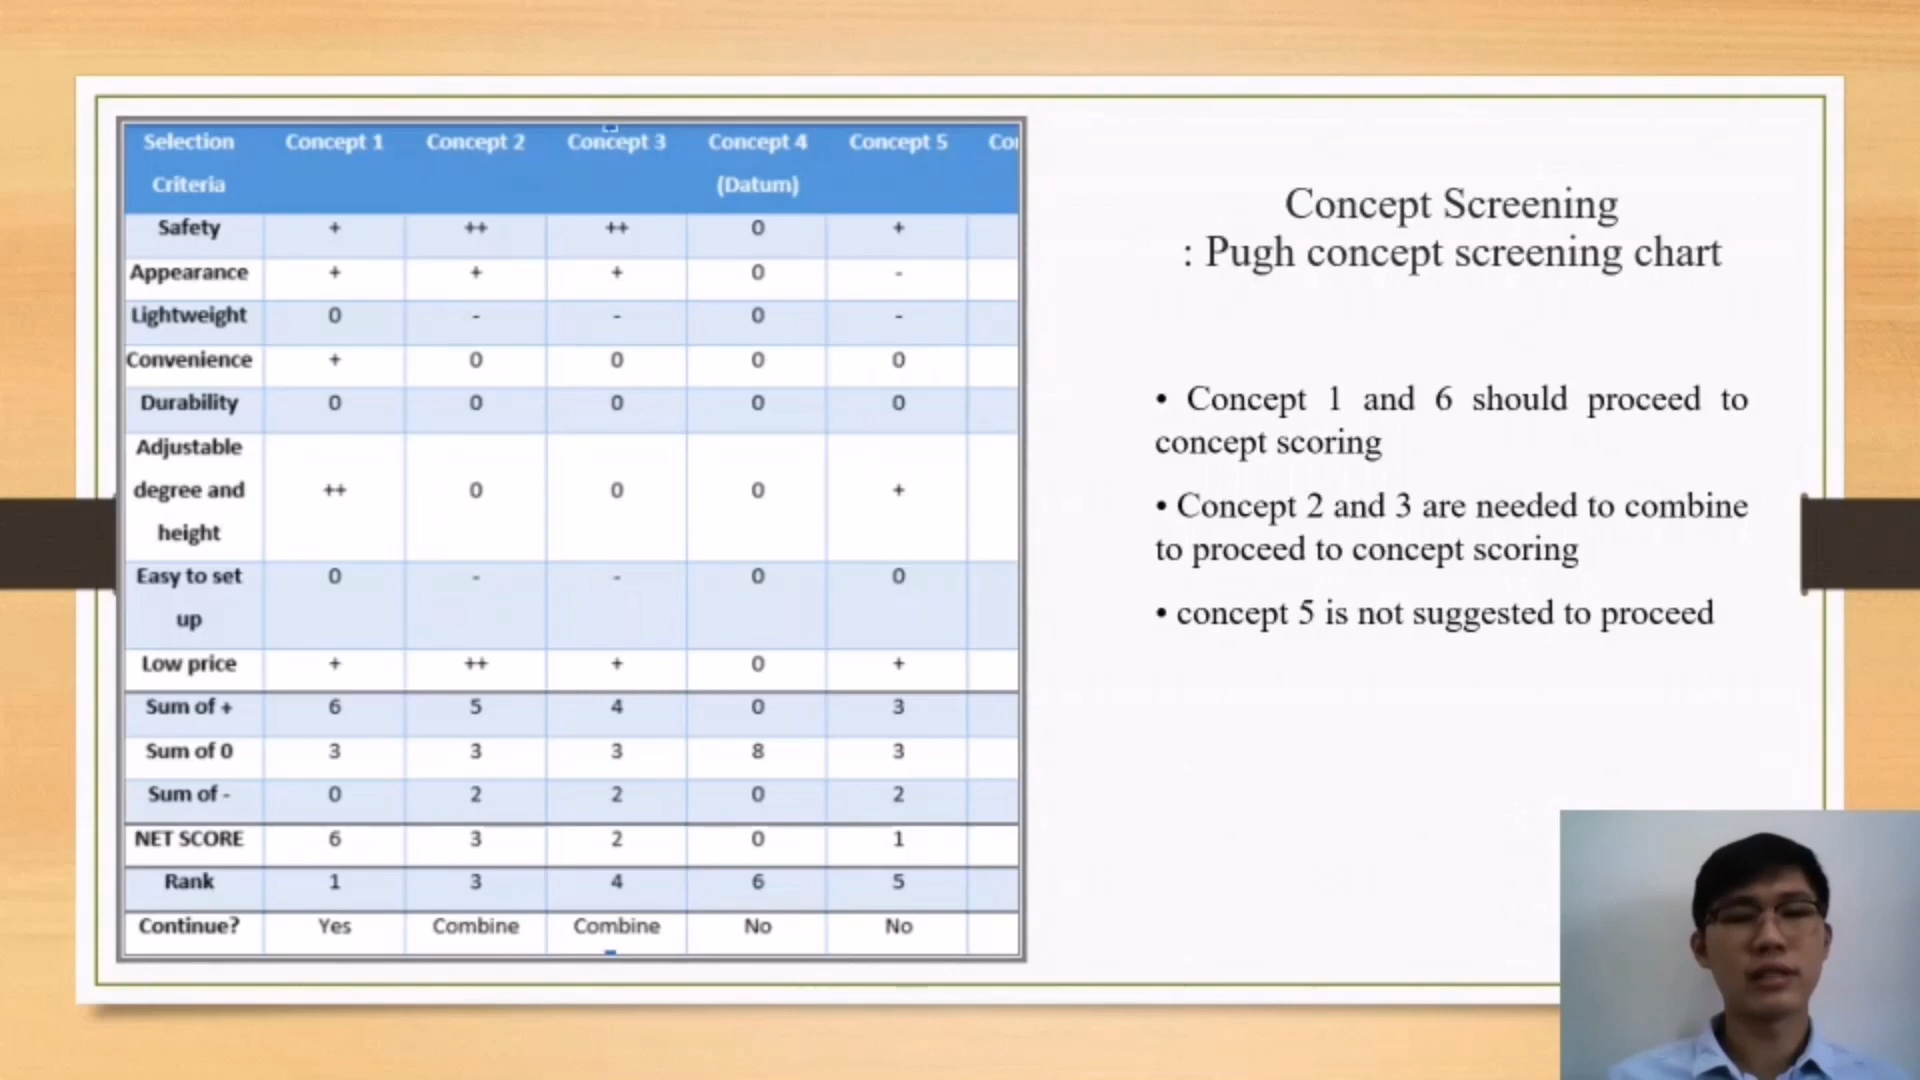 Selection Criteria Concept 1 Concept 2 Concept 3 Concept 4 (Datum) Concept 5
Safety + ++ ++ 0 +
Appearance + + + 0 -
Lightweight 0 - - 0 -
Convenience + 0 0 0 0
Durability 0 0 0 0 0
Adjustable degree and height ++ 0 0 0 +
Easy to set up 0 - - 0 0
Low price + ++ + 0 +
Sum of + 6 5 4 0 3
Sum of 0 3 3 3 8 3
Sum of - 0 2 2 0 2
NET SCORE 6 3 2 0 1
Rank 1 3 4 6 5
Continue? Yes Combine Combine No No
Concept Screening
: Pugh concept screening chart
• Concept 1 and 6 should proceed to
concept scoring
• Concept 2 and 3 are needed to combine
to proceed to concept scoring
• concept 5 is not suggested to proceed